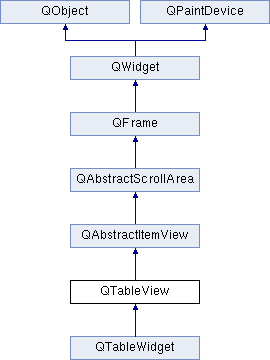 QObject QPaintDevice
QWidget
QFrame
QAbstractScrollArea
QAbstractItemView
QTableView
QTableWidget